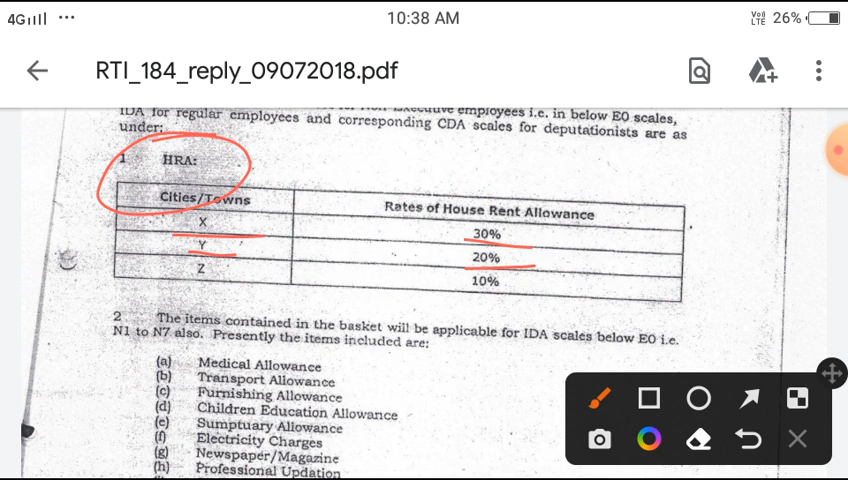 4G
10:38 AM
Vo)
LTE
26%
RTI_184_reply_09072018.pdf
Executive employees i.e. in below E0 scales,
IDA for regular employees and corresponding CDA scales for deputationists are as
under:
1 HRA:
Cities/Towns Rates of House Rent Allowance
X 30%
Y 20%
Z 10%
2 The items contained in the basket will be applicable for IDA scales below E0 i.e.
N1 to N7 also. Presently the items included are:
(a) Medical Allowance
(b) Transport Allowance
(c) Furnishing Allowance
(d) Children Education Allowance
(e) Sumptuary Allowance
(f) Electricity Charges
(g) Newspaper/Magazine
(h) Professional Updation